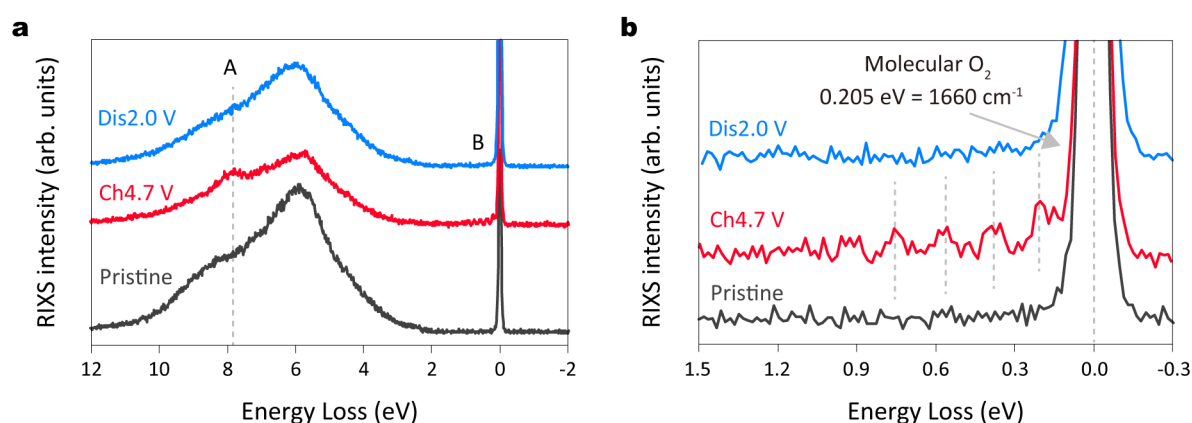 a
RIXS intensity (arb. units)
A
B
Dis2.0 V
Ch4.7 V
Pristine
12 10 8 6 4 2 0 -2
Energy Loss (eV)
b
RIXS intensity (arb. units)
Molecular O₂
0.205 eV = 1660 cm⁻¹
Dis2.0 V
Ch4.7 V
Pristine
1.5 1.2 0.9 0.6 0.3 0.0 -0.3
Energy Loss (eV)